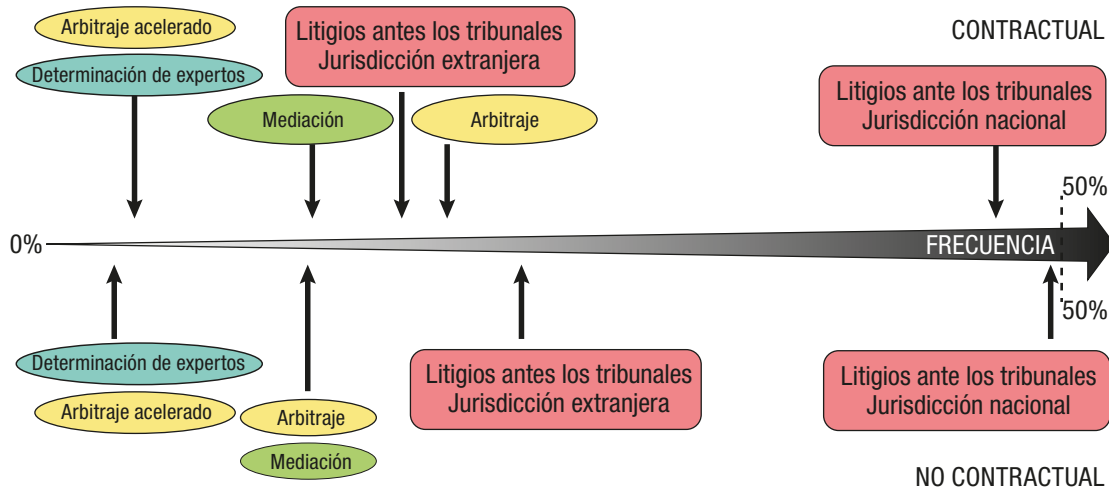 Arbitraje acelerado
Determinación de expertos
Litigios antes los tribunales
Jurisdicción extranjera
CONTRACTUAL
Mediación
Arbitraje
Litigios ante los tribunales
Jurisdicción nacional
50%
0%
FRECUENCIA
50%
Determinación de expertos
Arbitraje acelerado
Arbitraje
Mediación
Litigios antes los tribunales
Jurisdicción extranjera
Litigios ante los tribunales
Jurisdicción nacional
NO CONTRACTUAL